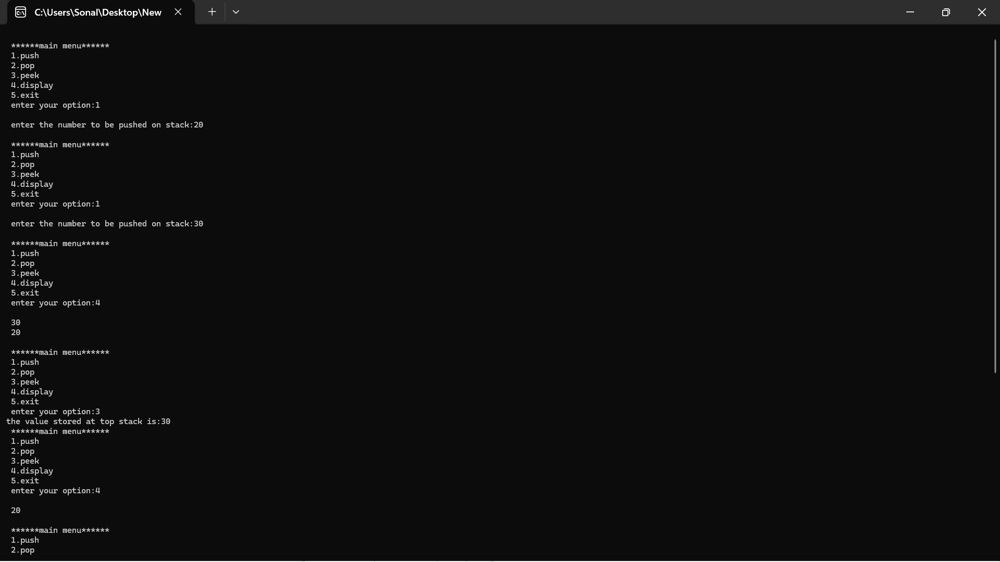 C:\Users\Sonal\Desktop\New
******main menu******
1.push
2.pop
3.peek
4.display
5.exit
enter your option:1
enter the number to be pushed on stack:20
******main menu******
1.push
2.pop
3.peek
4.display
5.exit
enter your option:1
enter the number to be pushed on stack:30
******main menu******
1.push
2.pop
3.peek
4.display
5.exit
enter your option:4
30
20
******main menu******
1.push
2.pop
3.peek
4.display
5.exit
enter your option:3
the value stored at top stack is:30
******main menu******
1.push
2.pop
3.peek
4.display
5.exit
enter your option:4
20
******main menu******
1.push
2.pop